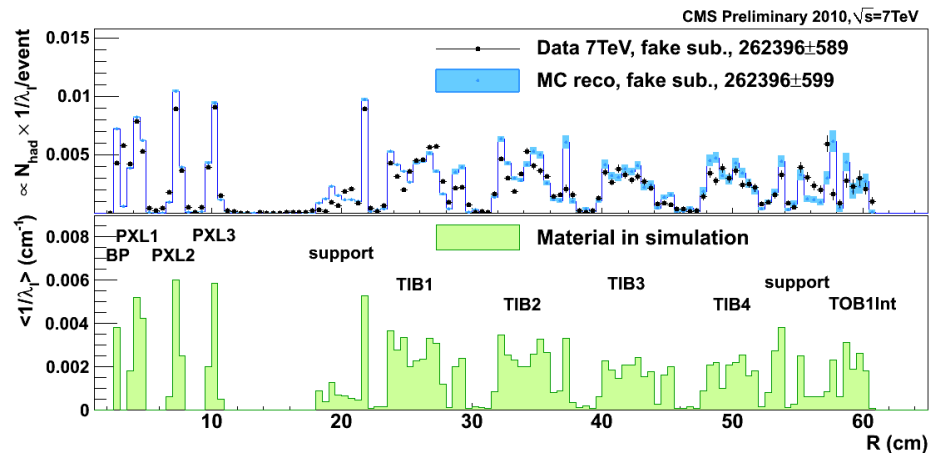 CMS Preliminary 2010,√s=7TeV
∝ N_had × 1/λ_I/event
0.015
0.01
0.005
Data 7TeV, fake sub., 262396±589
MC reco, fake sub., 262396±599
<1/λ_I> (cm⁻¹)
0.008
0.006
0.004
0.002
0
Material in simulation
PXL1
PXL3
BP
PXL2
support
TIB1
TIB2
TIB3
TIB4
support
TOB1Int
10
20
30
40
50
60
R (cm)